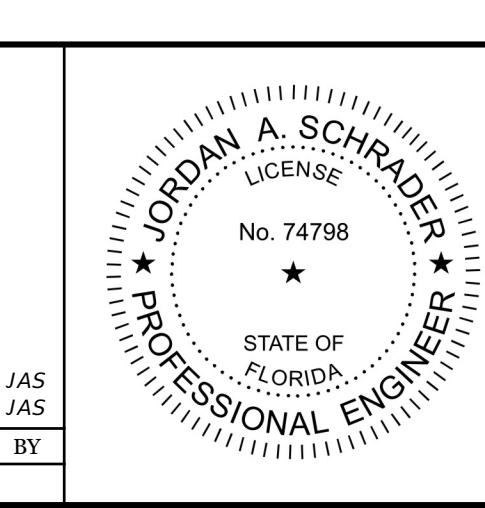 JORDAN A. SCHRADER
LICENSE
No. 74798
★
STATE OF
FLORIDA
★ PROFESSIONAL ENGINEER ★
JAS
JAS
BY